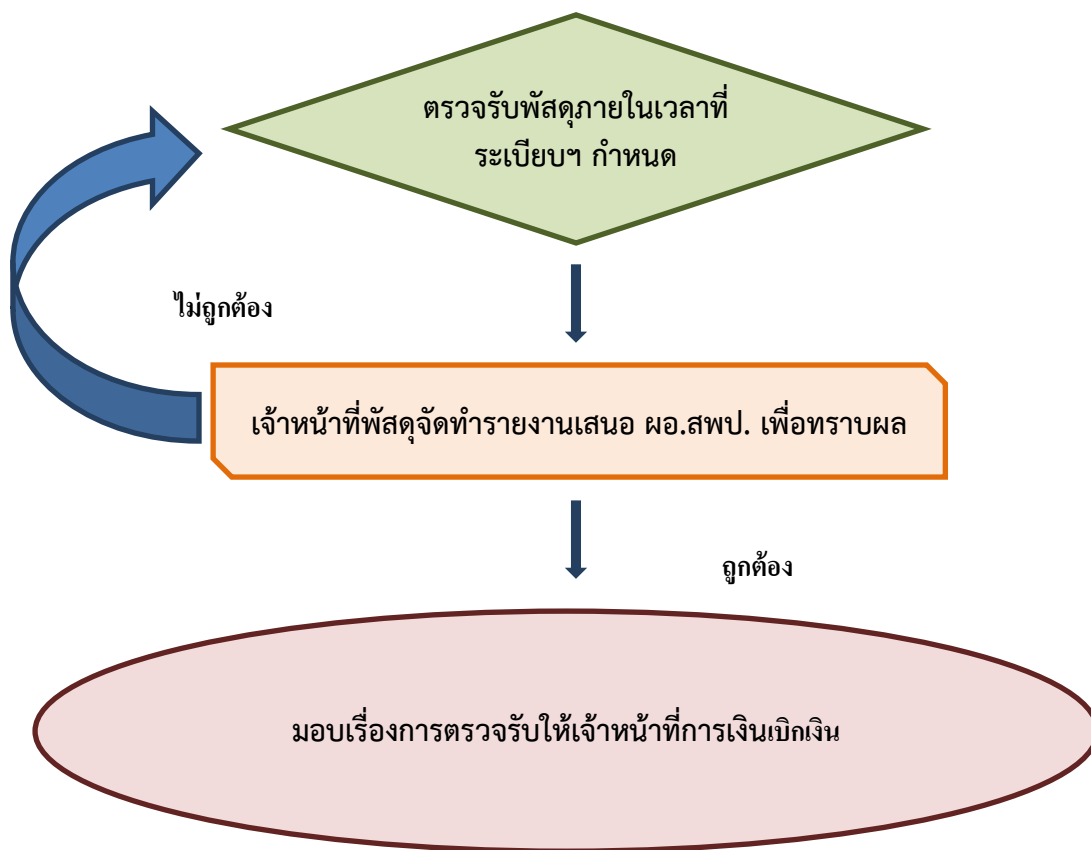 ตรวจรับพัสดุภายในเวลาที่
ระเบียบฯ กำหนด
ไม่ถูกต้อง
เจ้าหน้าที่พัสดุจัดทำรายงานเสนอ ผอ.สพป. เพื่อทราบผล
ถูกต้อง
มอบเรื่องการตรวจรับให้เจ้าหน้าที่การเงินเบิกเงิน